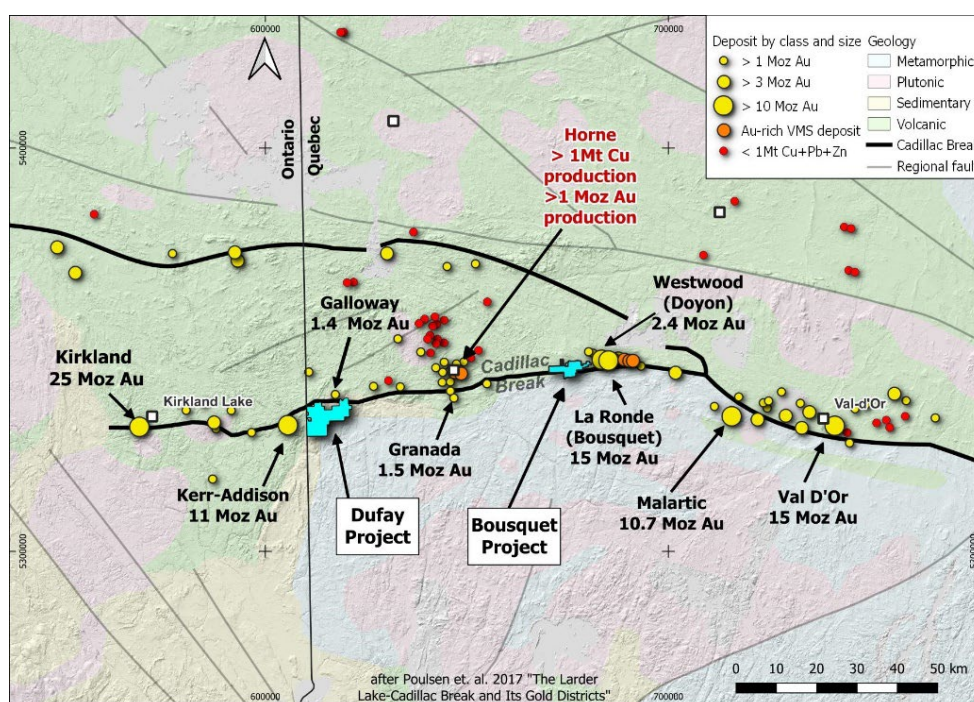 600000
700000
5400000
Ontario
Quebec
Deposit by class and size
> 1 Moz Au
> 3 Moz Au
> 10 Moz Au
Au-rich VMS deposit
< 1Mt Cu+Pb+Zn
Geology
Metamorphic
Plutonic
Sedimentary
Volcanic
Cadillac Brea
Regional faul
Horne
> 1Mt Cu
production
>1 Moz Au
production
Westwood
(Doyon)
2.4 Moz Au
Galloway
1.4 Moz Au
Kirkland
25 Moz Au
Kirkland Lake
Cadillac
Break
Val-d'Or
La Ronde
(Bousquet)
15 Moz Au
Granada
1.5 Moz Au
Kerr-Addison
11 Moz Au
Malartic
10.7 Moz Au
Val D'Or
15 Moz Au
Dufay
Project
Bousquet
Project
5300000
0 10 20 30 40 50 km
after Poulsen et. al. 2017 "The Larder
Lake-Cadillac Break and Its Gold Districts"
600000
700000